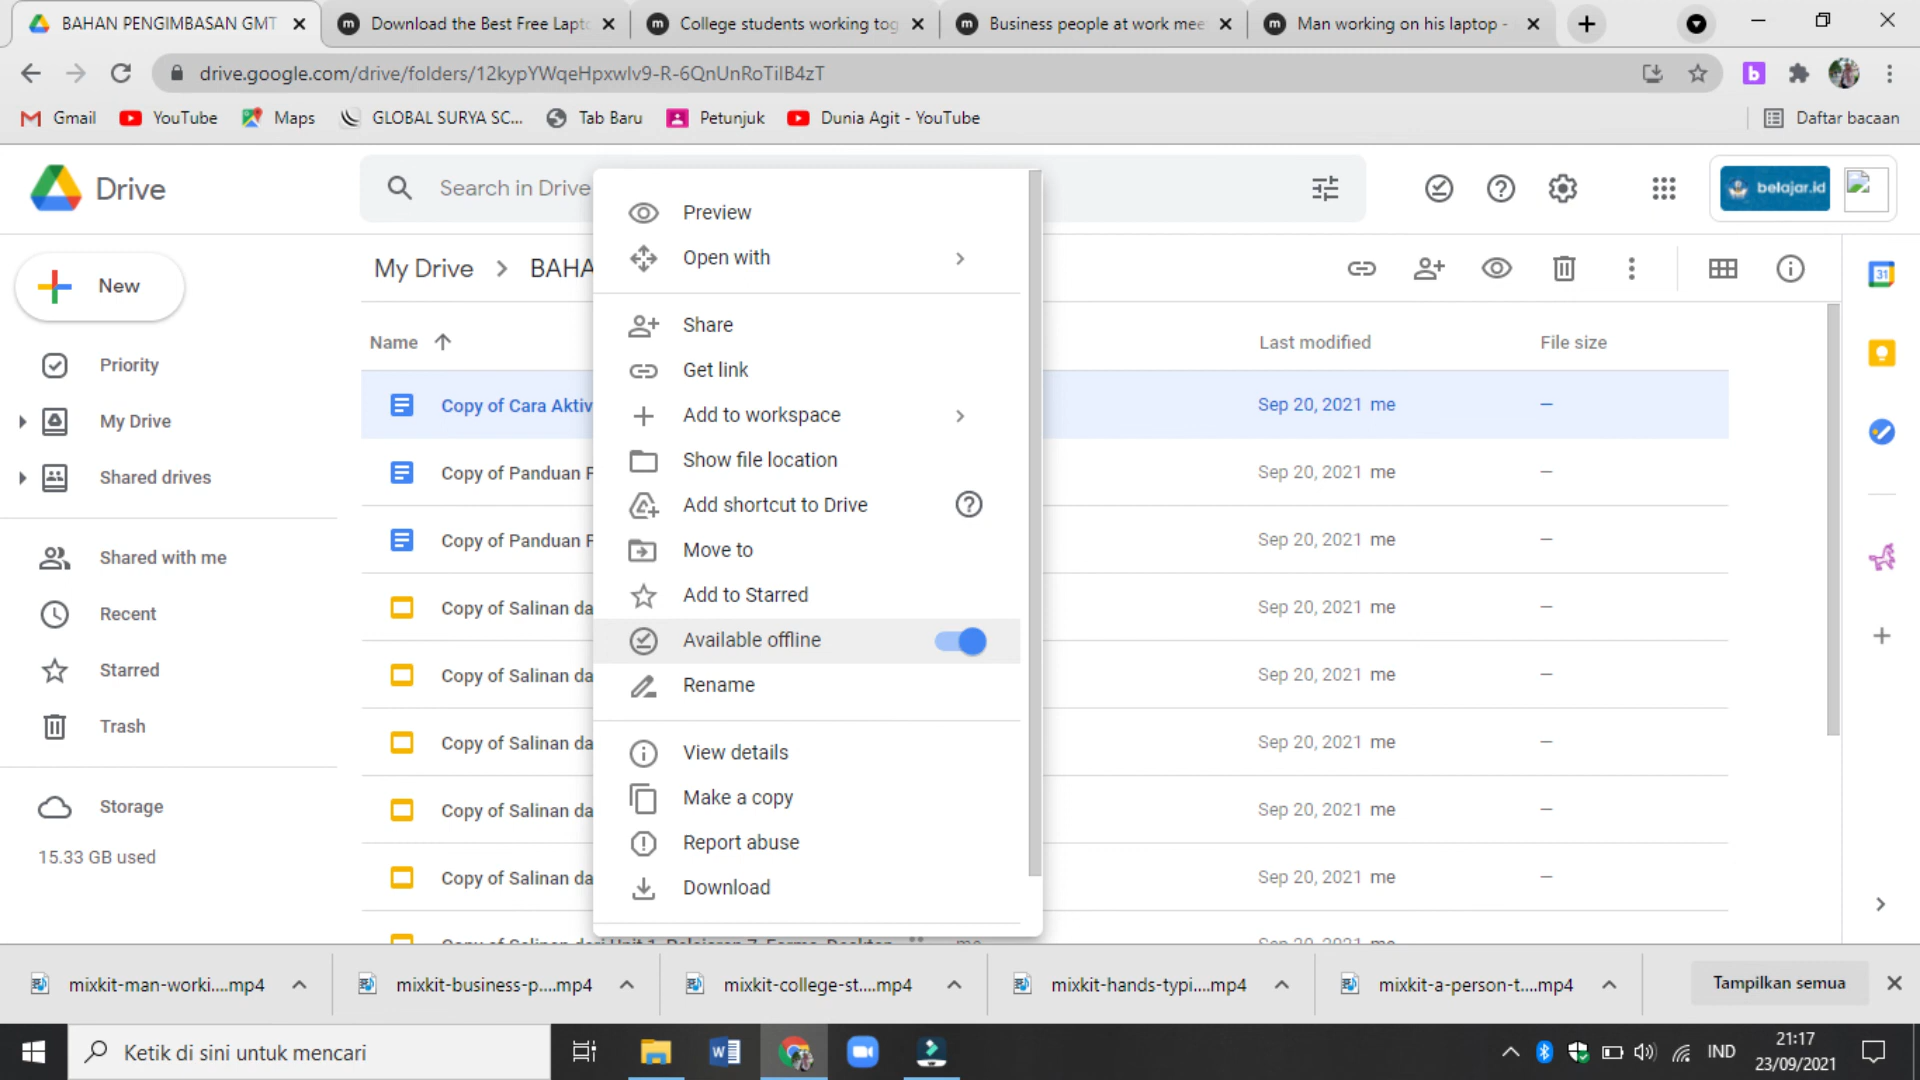 BAHAN PENGIMBASAN GMT
Download the Best Free Lapto
College students working tog
Business people at work mee
Man working on his laptop -
drive.google.com/drive/folders/12kypYWqeHpxwlv9-R-6QnUnRoTilB4zT
Gmail
YouTube
Maps
GLOBAL SURYA SC...
Tab Baru
Petunjuk
Dunia Agit - YouTube
Daftar bacaan
Drive
Search in Drive
belajar.id
New
My Drive > BAHA
Name
Last modified
File size
Priority
My Drive
Shared drives
Shared with me
Recent
Starred
Trash
Storage
15.33 GB used
Copy of Cara Aktiv
Sep 20, 2021 me
—
Copy of Panduan F
Sep 20, 2021 me
—
Copy of Panduan F
Sep 20, 2021 me
—
Copy of Salinan da
Sep 20, 2021 me
—
Copy of Salinan da
Sep 20, 2021 me
—
Copy of Salinan da
Sep 20, 2021 me
—
Copy of Salinan da
Sep 20, 2021 me
—
Copy of Salinan da
Sep 20, 2021 me
—
Preview
Open with
Share
Get link
Add to workspace
Show file location
Add shortcut to Drive
Move to
Add to Starred
Available offline
Rename
View details
Make a copy
Report abuse
Download
31
mixkit-man-worki....mp4
mixkit-business-p....mp4
mixkit-college-st....mp4
mixkit-hands-typi....mp4
mixkit-a-person-t....mp4
Tampilkan semua
Ketik di sini untuk mencari
IND
21:17
23/09/2021